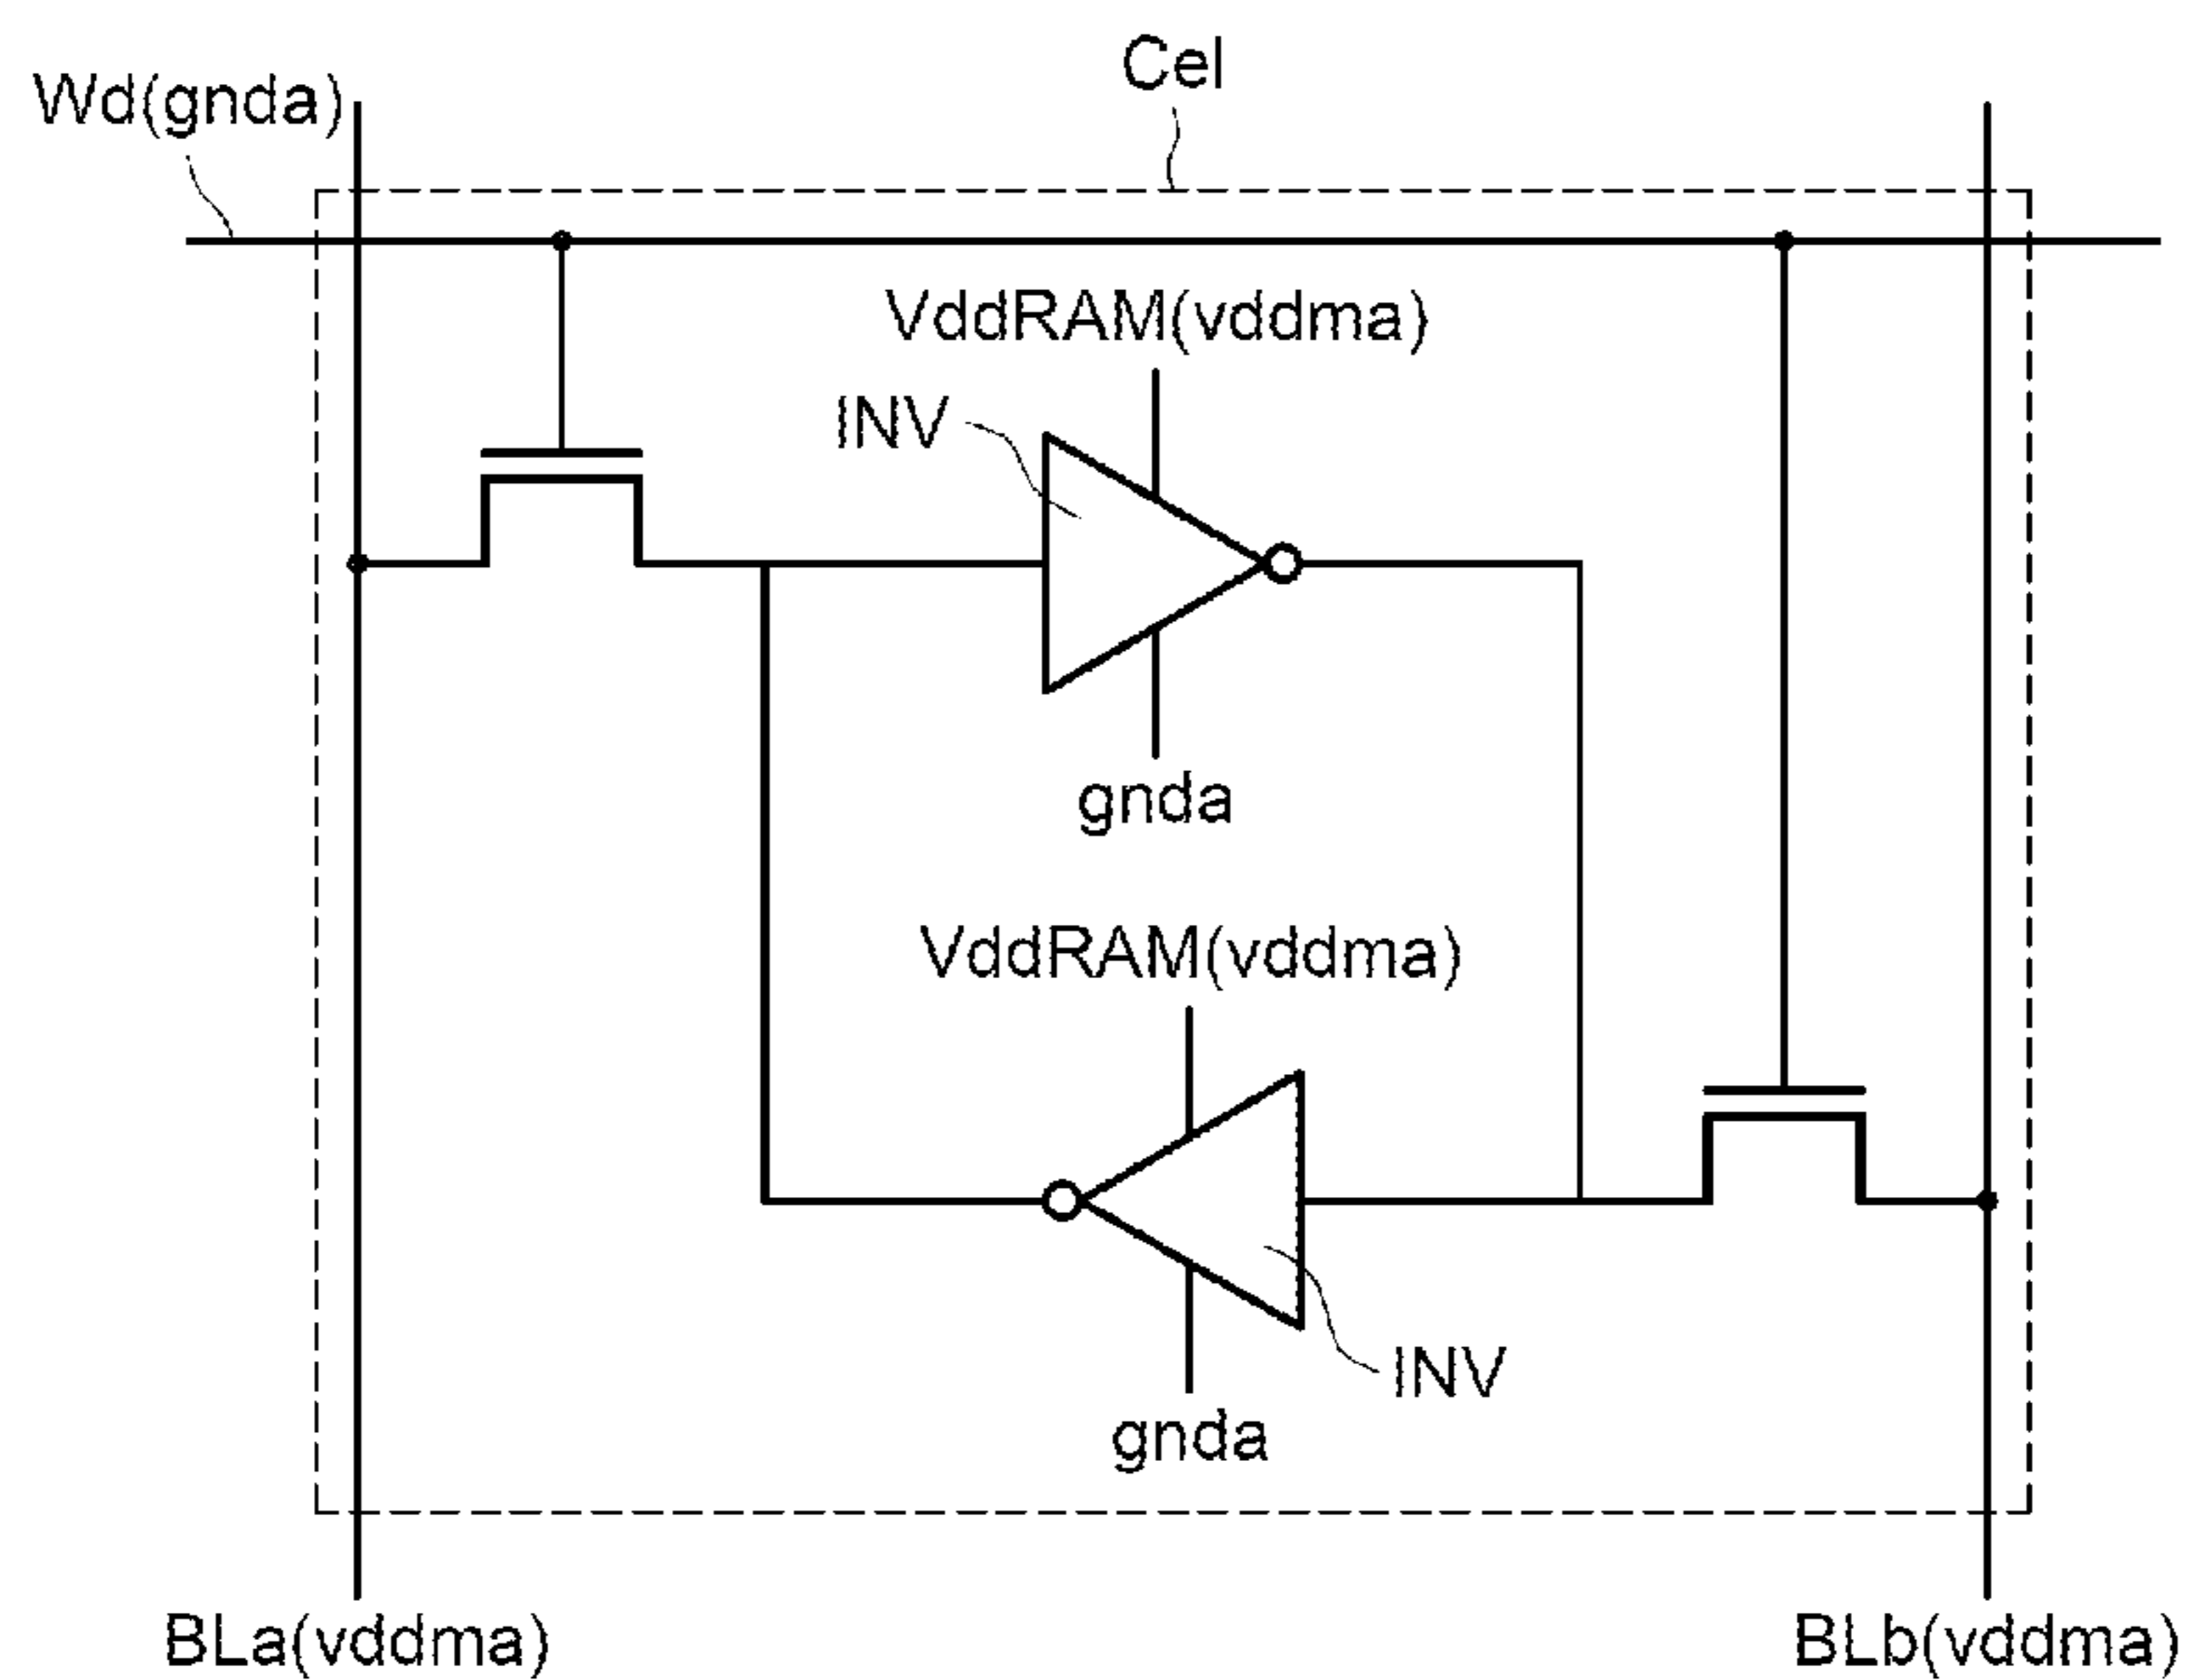 Cel
Wd(gnda)
VddRAM(vddma)
INV
gnda
VddRAM(vddma)
INV
gnda
BLa(vddma)
BLb(vddma)